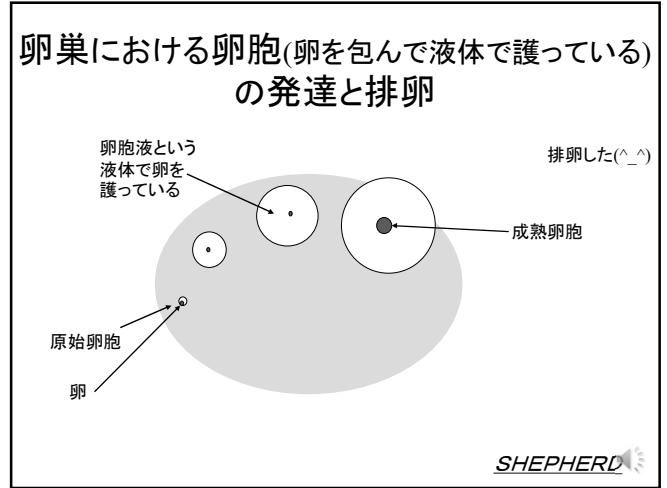 卵巣における卵胞(卵を包んで液体で護っている)
の発達と排卵
卵胞液という
液体で卵を
護っている
排卵した(^_^)
成熟卵胞
原始卵胞
卵
SHEPHERD